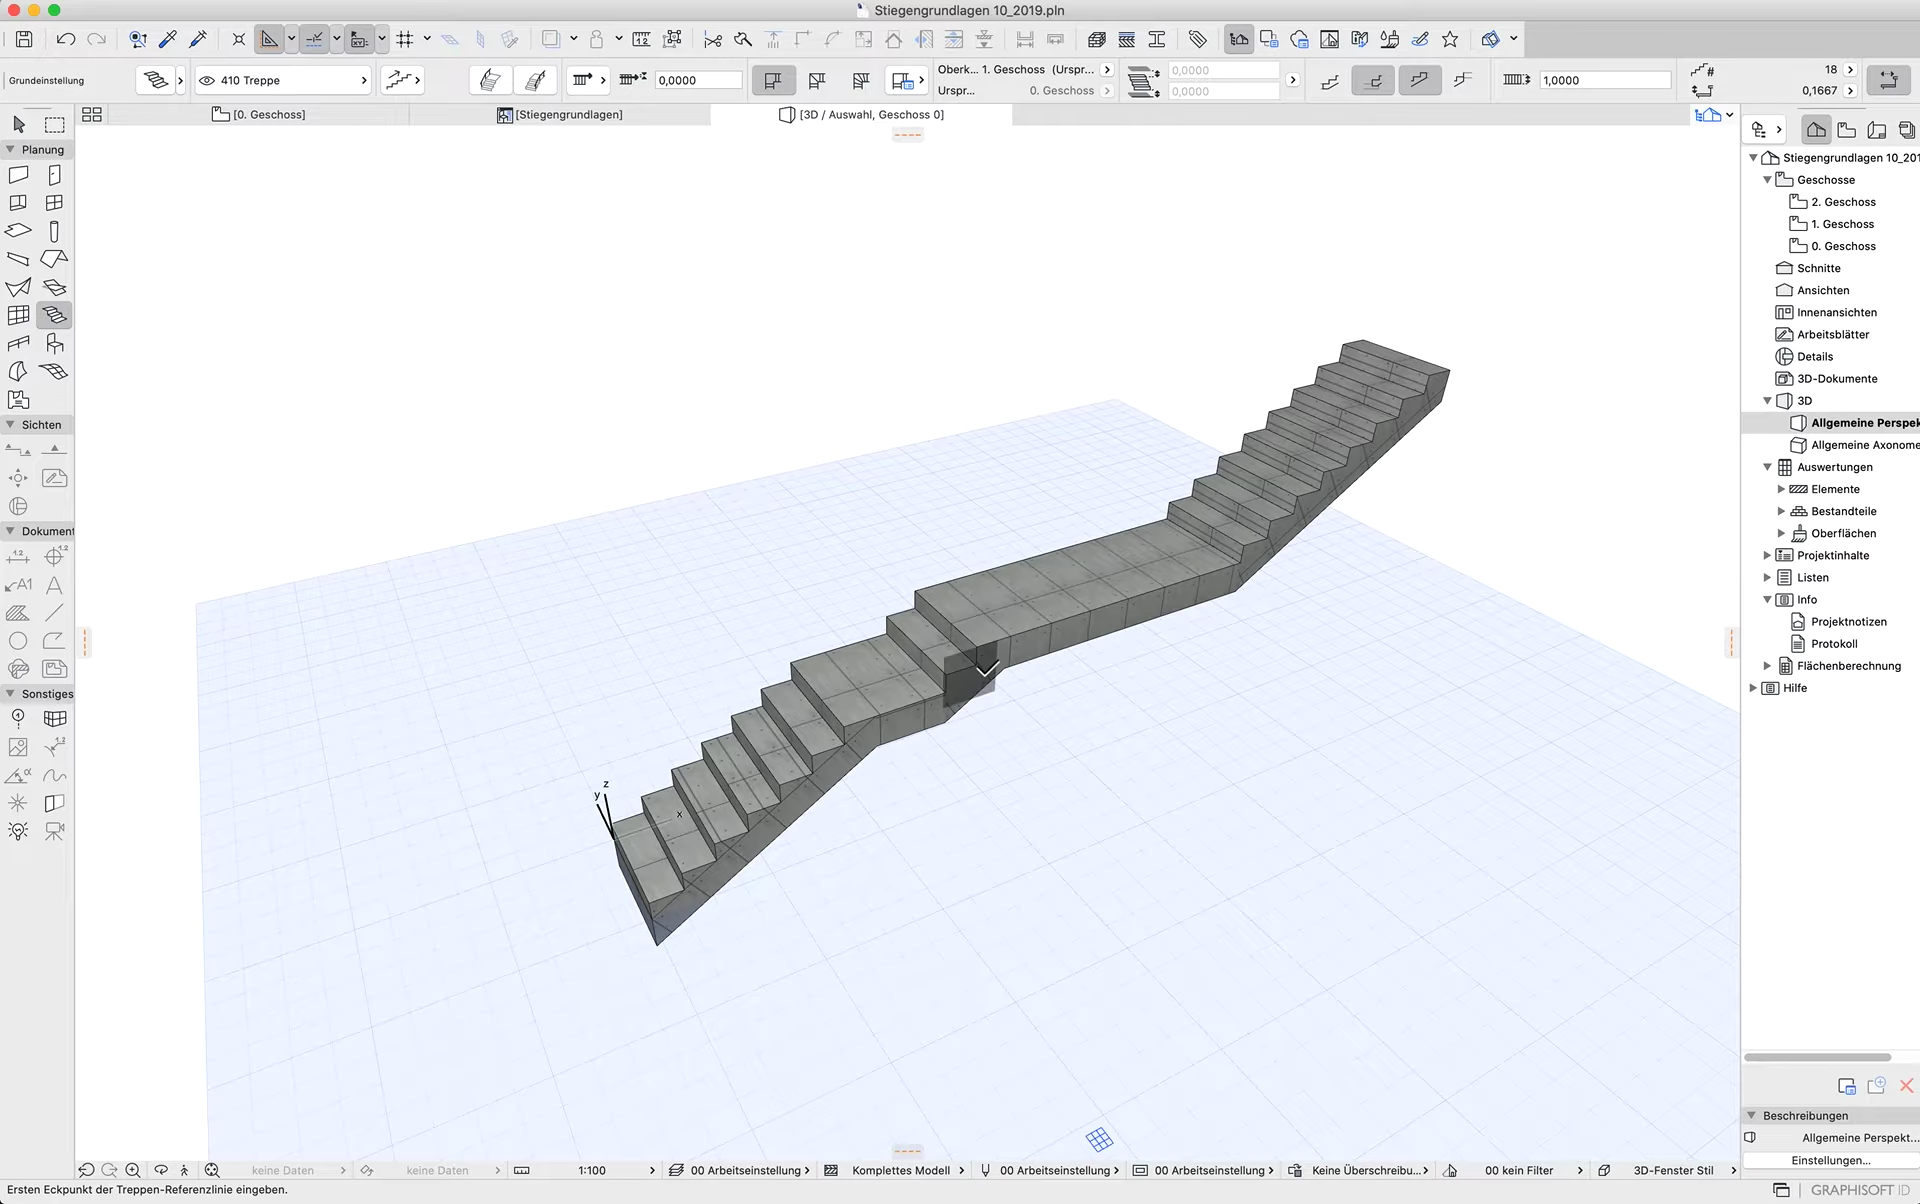 Stiegengrundlagen 10_2019.pln
Grundeinstellung
410 Treppe
0,0000
Oberk... 1. Geschoss (Urspr...
Urspr... 0. Geschoss
0,0000
0,0000
1,0000
18
0,1667
[0. Geschoss]
[Stiegengrundlagen]
[3D / Auswahl, Geschoss 0]
Planung
Sichten
Dokument
A1
A
Sonstiges
z
y
x
Stiegengrundlagen 10_201
Geschosse
2. Geschoss
1. Geschoss
0. Geschoss
Schnitte
Ansichten
Innenansichten
Arbeitsblätter
Details
3D-Dokumente
3D
Allgemeine Perspek
Allgemeine Axonome
Auswertungen
Elemente
Bestandteile
Oberflächen
Projektinhalte
Listen
Info
Projektnotizen
Protokoll
Flächenberechnung
Hilfe
Beschreibungen
Allgemeine Perspekt...
Einstellungen...
keine Daten
keine Daten
1:100
00 Arbeitseinstellung
Komplettes Modell
00 Arbeitseinstellung
00 Arbeitseinstellung
Keine Überschreibu...
00 kein Filter
3D-Fenster Stil
Ersten Eckpunkt der Treppen-Referenzlinie eingeben.
GRAPHISOFT ID